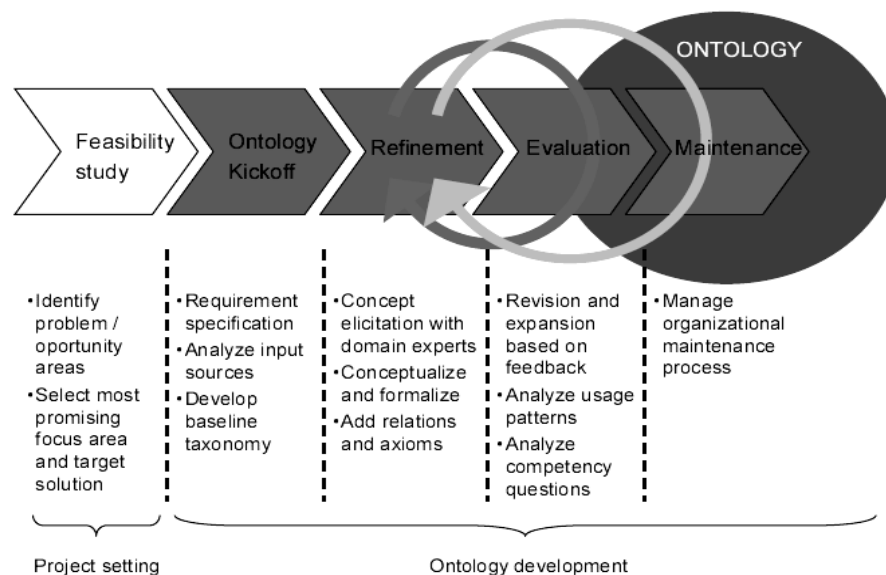 ONTOLOGY
Feasibility
study
Ontology
Kickoff
Refinement
Evaluation
Maintenance
•Identify
problem /
oportunity
areas
•Select most
promising
focus area
and target
solution
•Requirement
specification
•Analyze input
sources
•Develop
baseline
taxonomy
•Concept
elicitation with
domain experts
•Conceptualize
and formalize
•Add relations
and axioms
•Revision and
expansion
based on
feedback
•Analyze usage
patterns
•Analyze
competency
questions
•Manage
organizational
maintenance
process
Project setting
Ontology development